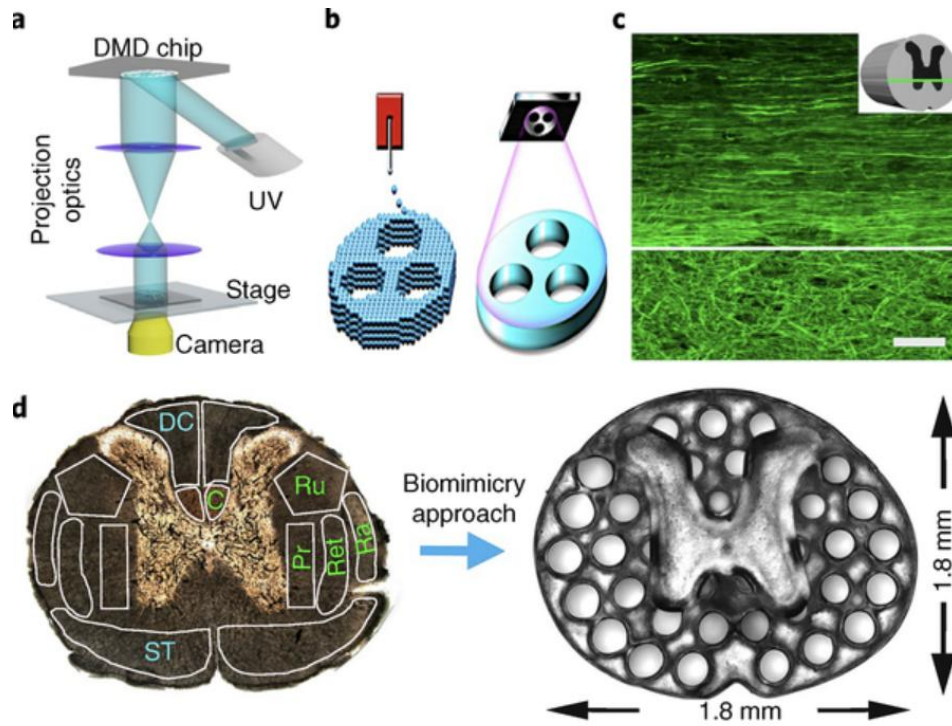 a
DMD chip
Projection
optics
UV
Stage
Camera
b
c
d
DC
C
Ru
Pr
Ret
Ra
ST
Biomimicry
approach
1.8 mm
1.8 mm